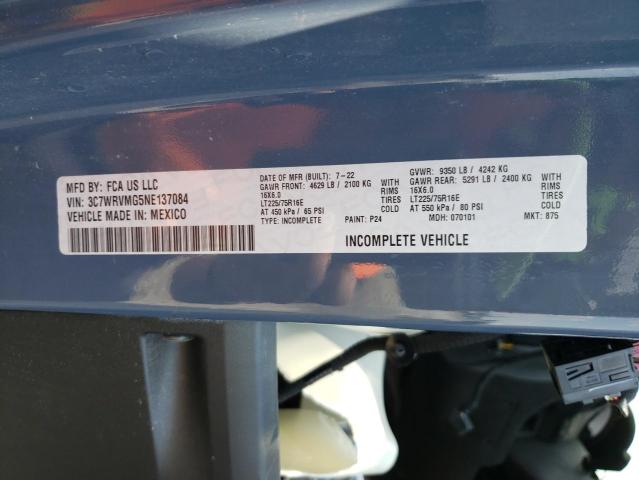 MFD BY: FCA US LLC
VIN: 3C7WRVMG5NE137084
VEHICLE MADE IN: MEXICO
DATE OF MFR (BUILT): 7-22
GAWR FRONT: 4629 LB / 2100 KG
16X6.0
LT225/75R16E
AT 450 kPa / 65 PSI
TYPE: INCOMPLETE PAINT: P24
WITH
RIMS
TIRES
COLD
GVWR: 9350 LB / 4242 KG
GAWR REAR: 5291 LB / 2400 KG
16X6.0
LT225/75R16E
AT 550 kPa / 80 PSI
MDH: 070101
WITH
RIMS
TIRES
COLD
MKT: 875
INCOMPLETE VEHICLE